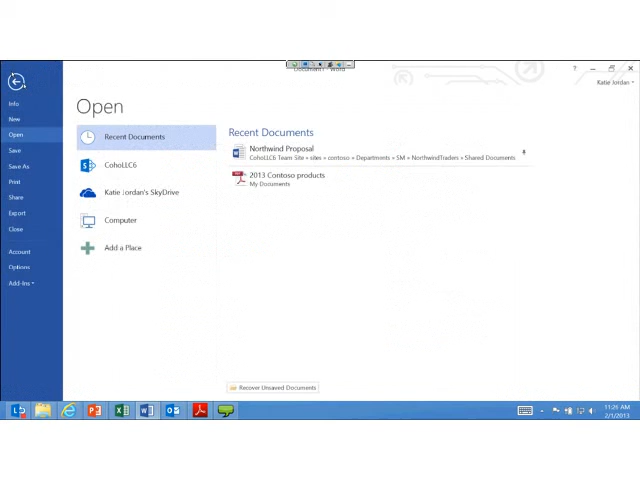 Document1 - Word
Katie Jordan
Info
New
Open
Save
Save As
Print
Share
Export
Close
Account
Options
Add-Ins
Open
Recent Documents
CohoLLC6
Katie Jordan's SkyDrive
Computer
Add a Place
Recent Documents
Northwind Proposal
CohoLLC6 Team Site » sites » contoso » Departments » SM » NorthwindTraders » Shared Documents
2013 Contoso products
My Documents
Recover Unsaved Documents
11:26 AM
2/1/2013